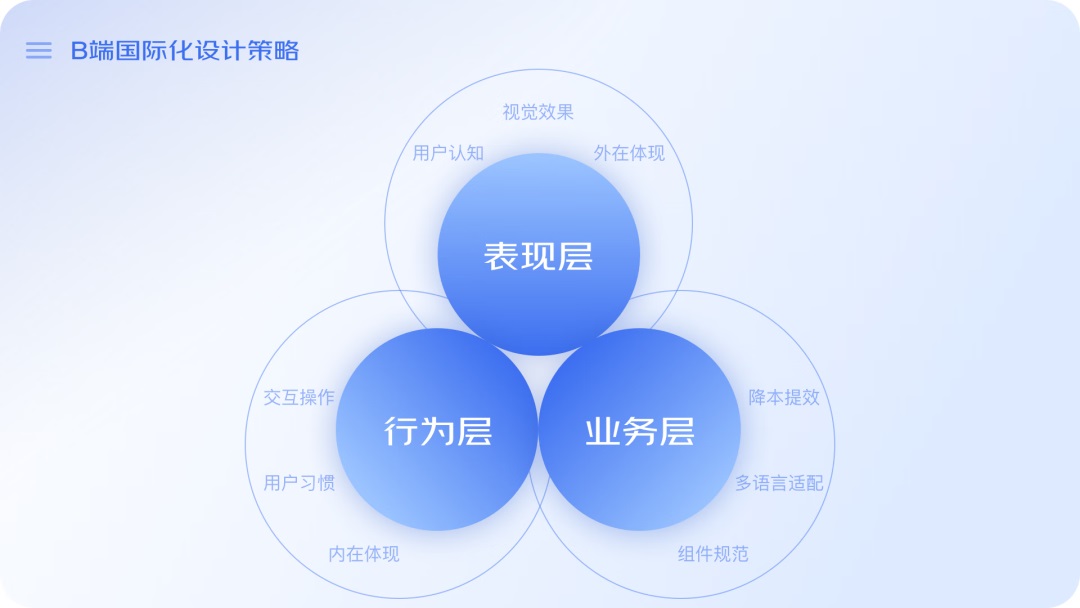 B端国际化设计策略
视觉效果
用户认知
外在体现
表现层
交互操作
用户习惯
内在体现
行为层
业务层
降本提效
多语言适配
组件规范